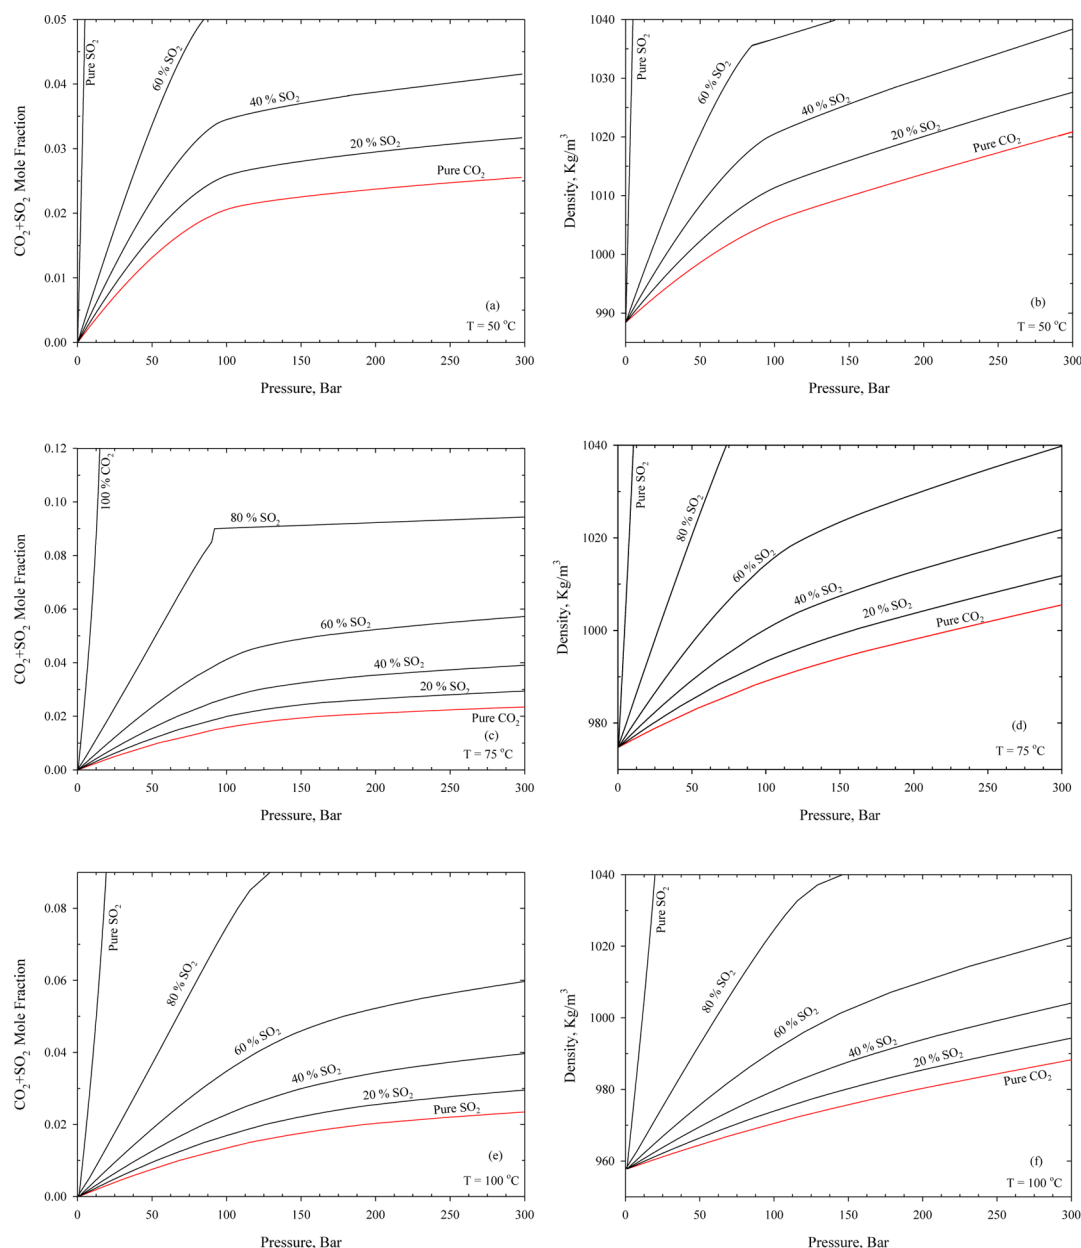 0.05
0.04
0.03
0.02
0.01
0.00
CO₂+SO₂ Mole Fraction
Pure SO₂
60 % SO₂
40 % SO₂
20 % SO₂
Pure CO₂
(a)
T = 50 °C
0 50 100 150 200 250 300
Pressure, Bar
1040
1030
1020
1010
1000
990
Density, Kg/m³
Pure SO₂
60 % SO₂
40 % SO₂
20 % SO₂
Pure CO₂
(b)
T = 50 °C
0 50 100 150 200 250 300
Pressure, Bar
0.12
0.10
0.08
0.06
0.04
0.02
0.00
CO₂+SO₂ Mole Fraction
100 % CO₂
80 % SO₂
60 % SO₂
40 % SO₂
20 % SO₂
Pure CO₂
(c)
T = 75 °C
0 50 100 150 200 250 300
Pressure, Bar
1040
1020
1000
980
Density, Kg/m³
Pure SO₂
80 % SO₂
60 % SO₂
40 % SO₂
20 % SO₂
Pure CO₂
(d)
T = 75 °C
0 50 100 150 200 250 300
Pressure, Bar
0.08
0.06
0.04
0.02
0.00
CO₂+SO₂ Mole Fraction
Pure SO₂
80 % SO₂
60 % SO₂
40 % SO₂
20 % SO₂
Pure SO₂
(e)
T = 100 °C
0 50 100 150 200 250 300
Pressure, Bar
1040
1020
1000
980
960
Density, Kg/m³
Pure SO₂
80 % SO₂
60 % SO₂
40 % SO₂
20 % SO₂
Pure CO₂
(f)
T = 100 °C
0 50 100 150 200 250 300
Pressure, Bar